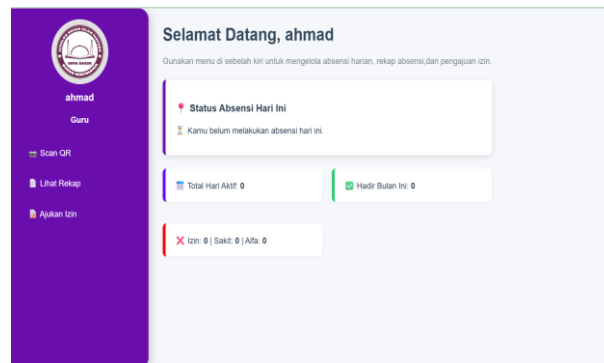 Selamat Datang, ahmad
Gunakan menu di sebelah kiri untuk mengelola absensi harian, rekap absensi,dan pengajuan izin.
ahmad
Guru
Scan QR
Lihat Rekap
Ajukan Izin
Status Absensi Hari Ini
Kamu belum melakukan absensi hari ini.
Total Hari Aktif: 0
Hadir Bulan Ini: 0
Izin: 0 | Sakit: 0 | Alfa: 0